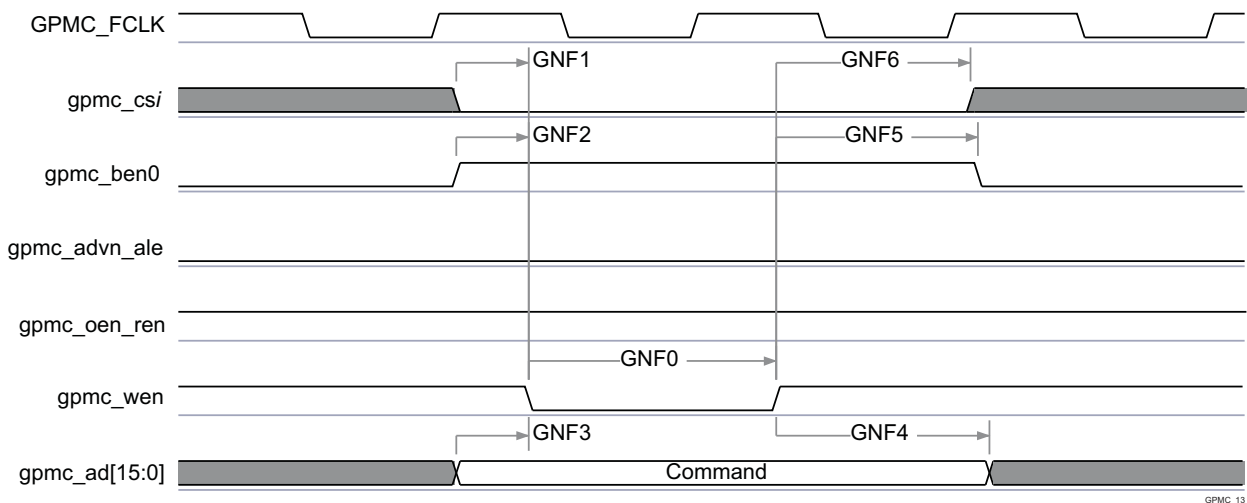 GPMC_FCLK
GNF1
GNF6
gpmc_csi
GNF2
GNF5
gpmc_ben0
gpmc_advn_ale
gpmc_oen_ren
GNF0
gpmc_wen
GNF3
GNF4
gpmc_ad[15:0]
Command
GPMC_13